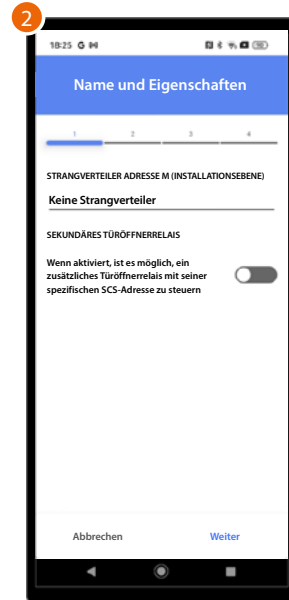 2
18:25 G
Name und Eigenschaften
1 2 3 4
STRANGVERTEILER ADRESSE M (INSTALLATIONSEBENE)
Keine Strangverteiler
SEKUNDÄRES TÜRÖFFNERRELAIS
Wenn aktiviert, ist es möglich, ein
zusätzliches Türöffnerrelais mit seiner
spezifischen SCS-Adresse zu steuern
Abbrechen Weiter